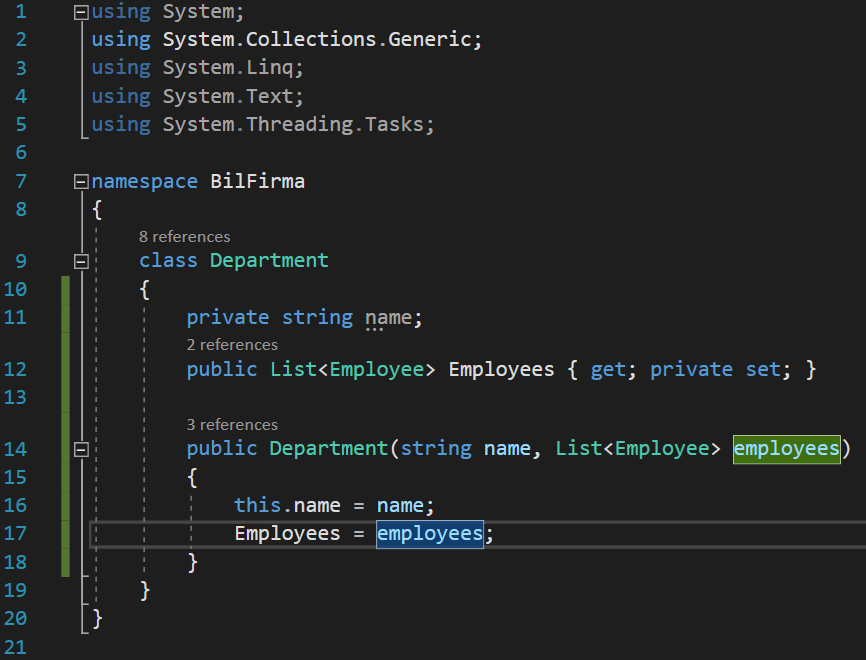 1 using System;
2 using System.Collections.Generic;
3 using System.Linq;
4 using System.Text;
5 using System.Threading.Tasks;
6
7 namespace BilFirma
8 {
8 references
9 class Department
10 {
11 private string name;
2 references
12 public List<Employee> Employees { get; private set; }
13
3 references
14 public Department(string name, List<Employee> employees)
15 {
16 this.name = name;
17 Employees = employees;
18 }
19 }
20 }
21